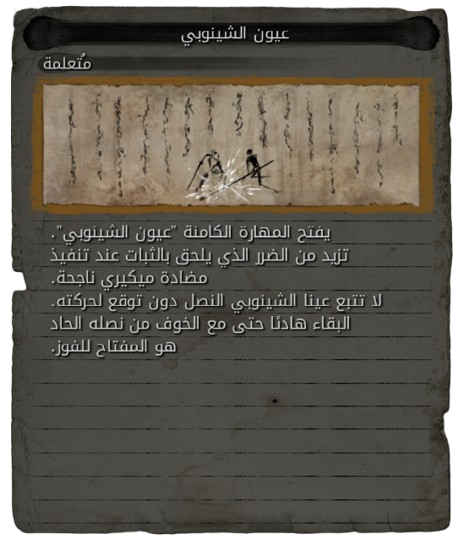 عيون الشينوبي
مُتعلمة
يفتح المهارة الكامنة "عيون الشينوبي".
تزيد من الضرر الذي يلحق بالثبات عند تنفيذ
مضادة ميكيري ناجحة.
لا تتبع عينا الشينوبي النصل دون توقع لحركته.
البقاء هادئًا حتى مع الخوف من نصله الحاد
هو المفتاح للفوز.